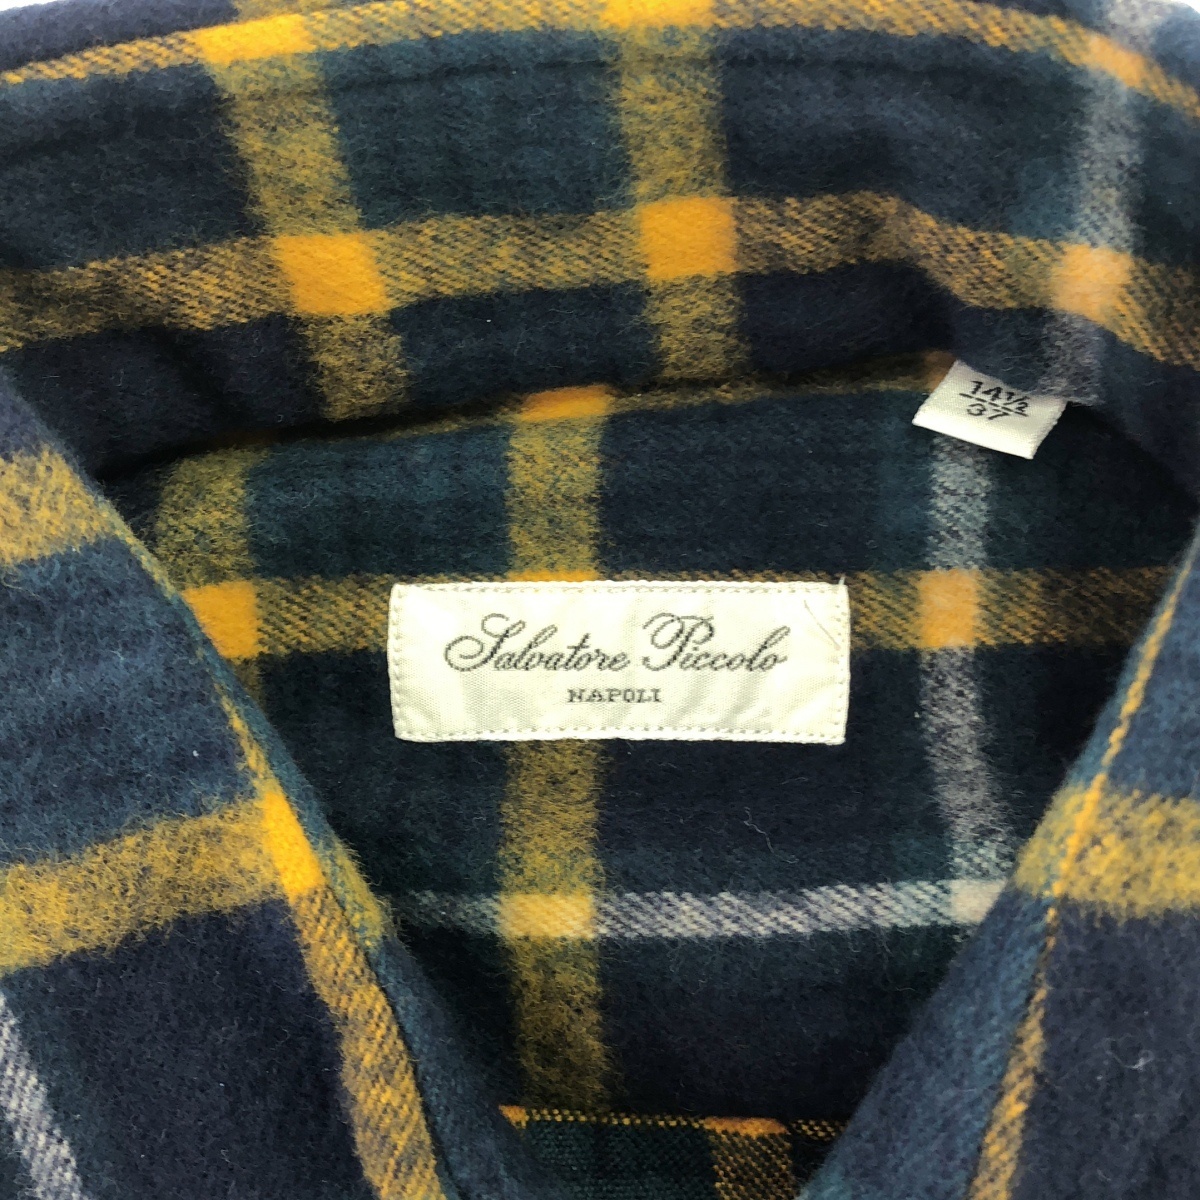 14½
37
Salvatore Piccolo
NAPOLI